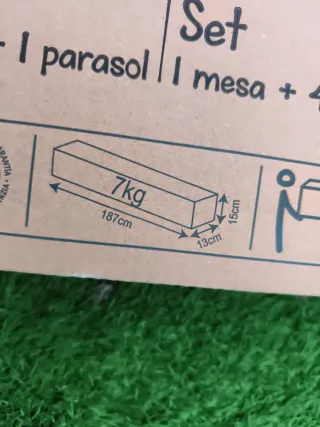 Set
1 parasol
1 mesa +
7kg
187cm
13cm
15cm